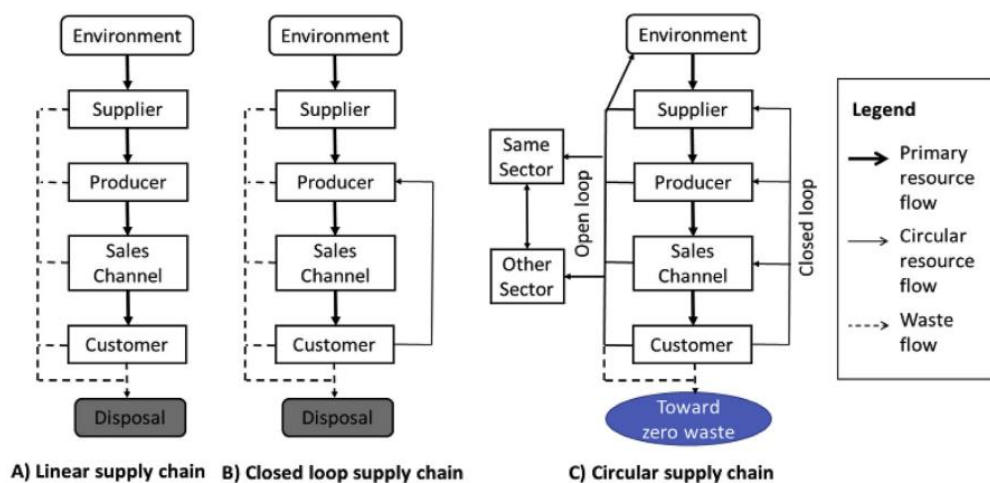 Environment
Supplier
Producer
Sales
Channel
Customer
Disposal
A) Linear supply chain
Environment
Supplier
Producer
Sales
Channel
Customer
Disposal
B) Closed loop supply chain
Environment
Supplier
Producer
Sales
Channel
Customer
Same
Sector
Other
Sector
Open loop
Closed loop
Toward
zero waste
C) Circular supply chain
Legend
Primary
resource
flow
Circular
resource
flow
Waste
flow